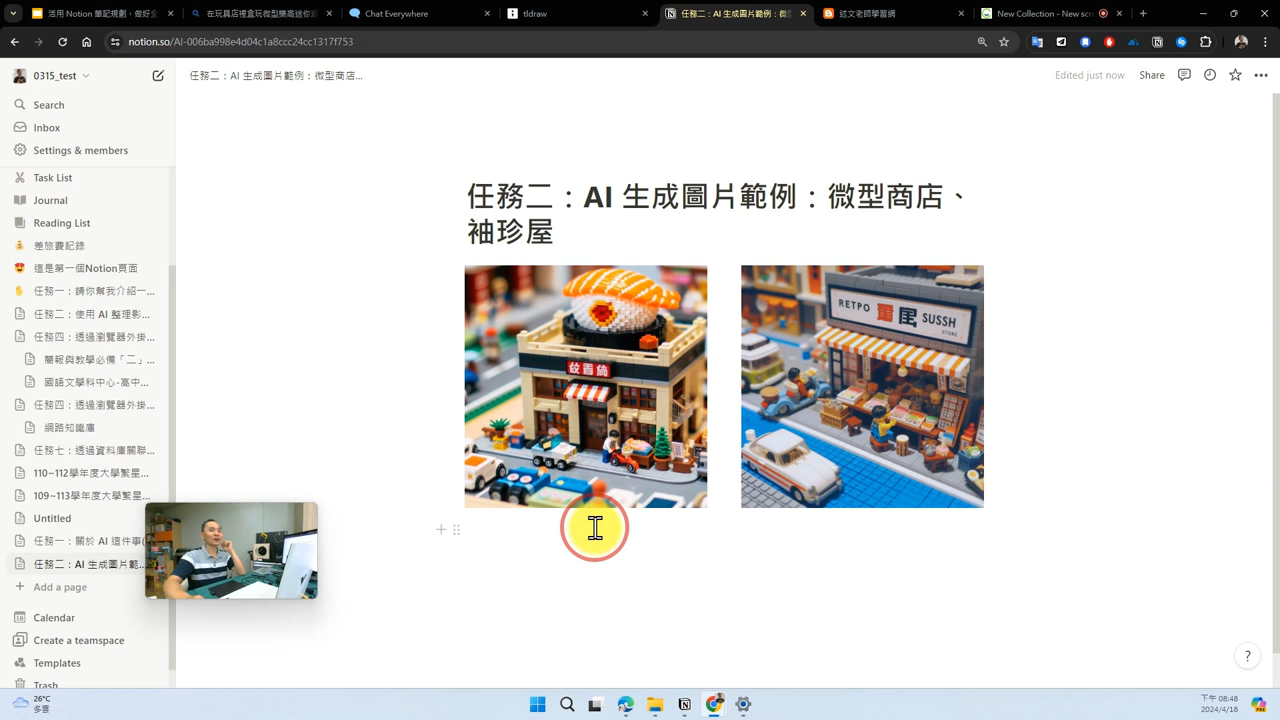 活用 Notion 筆記規劃，做好全
在玩具店裡盒玩微型樂高迷你
Chat Everywhere
tldraw
任務二：AI 生成圖片範例：微
述文老師學習網
New Collection - New scre
notion.so/AI-006ba998e4d04c1a8ccc24cc1317f753
0315_test
任務二：AI 生成圖片範例：微型商店...
Edited just now
Share
Search
Inbox
Settings & members
Task List
Journal
Reading List
差旅費記錄
這是第一個Notion頁面
任務一：請你幫我介紹一...
任務二：使用 AI 整理影...
任務四：透過瀏覽器外掛...
簡報與教學必備「二」...
國語文學科中心-高中...
任務四：透過瀏覽器外掛...
網路知識庫
任務七：透過資料庫關聯...
110~112學年度大學繁星...
109~113學年度大學繁星...
Untitled
任務一：關於 AI 這件事(
任務二：AI 生成圖片範...
Add a page
Calendar
Create a teamspace
Templates
Trash
任務二：AI 生成圖片範例：微型商店、
袖珍屋
RETPO
SUSSH
STORE
?
26°C
多雲
下午 08:48
2024/4/18